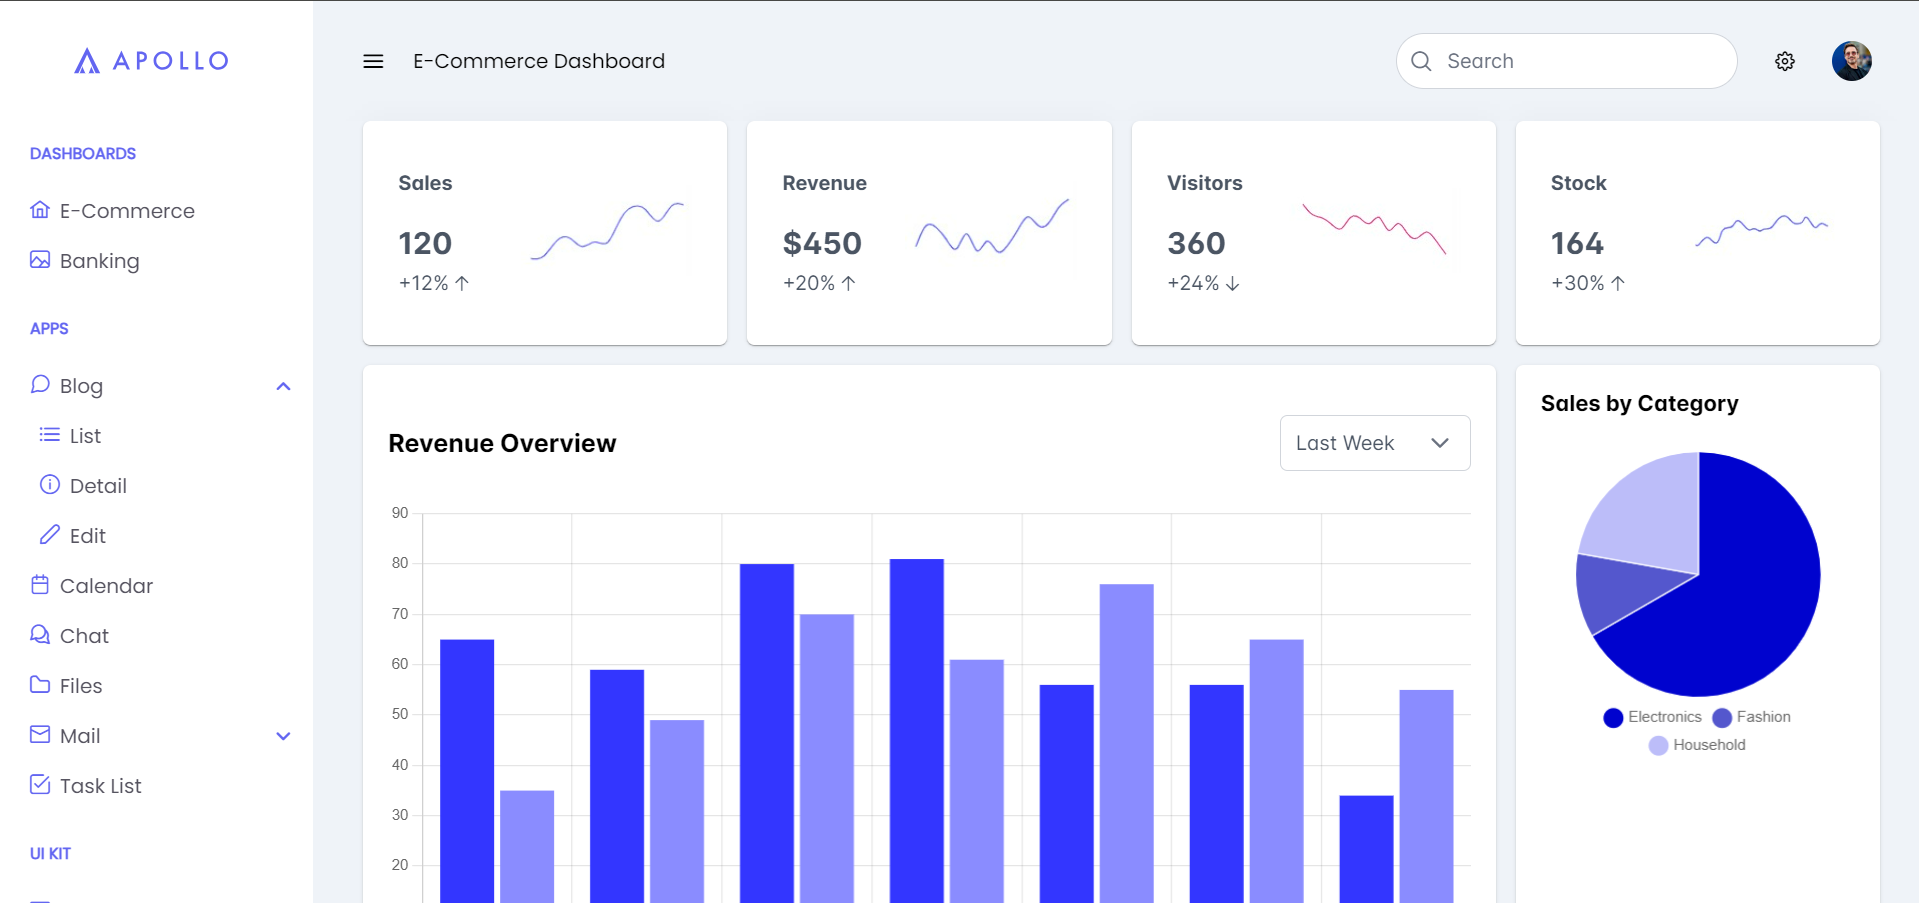 APOLLO
DASHBOARDS
E-Commerce
Banking
APPS
Blog
List
Detail
Edit
Calendar
Chat
Files
Mail
Task List
UI KIT
E-Commerce Dashboard
Search
Sales
120
+12% ↑
Revenue
$450
+20% ↑
Visitors
360
+24% ↓
Stock
164
+30% ↑
Revenue Overview
Last Week
90
80
70
60
50
40
30
20
Sales by Category
Electronics Fashion
Household